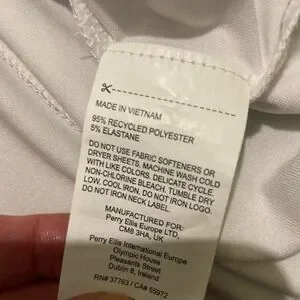 MADE IN VIETNAM
95% RECYCLED POLYESTER
5% ELASTANE
DO NOT USE FABRIC SOFTENERS OR
DRYER SHEETS. MACHINE WASH COLD
WITH LIKE COLORS. DELICATE CYCLE
NON-CHLORINE BLEACH. TUMBLE DRY
LOW. COOL IRON. DO NOT IRON LOGO.
DO NOT IRON NECK LABEL.
MANUFACTURED FOR:
Perry Ellis Europe LTD,
CM8 3HA, UK
Perry Ellis International Europe
Olympic House
Pleasants Street
Dublin 8, Ireland
RN# 37763 / CA# 55972